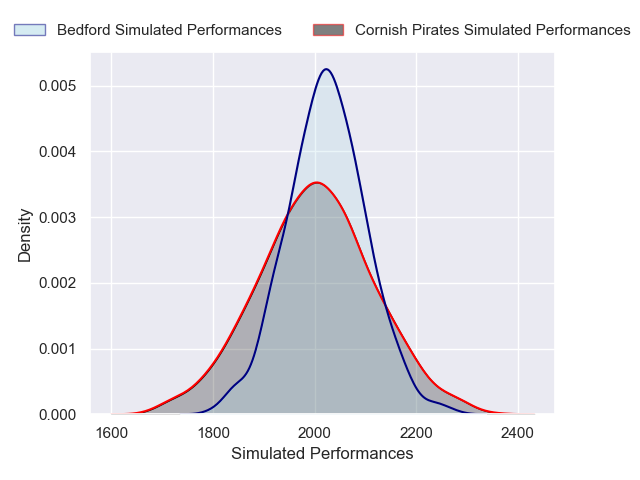 Bedford Simulated Performances Cornish Pirates Simulated Performances
0.005
0.004
0.003
0.002
0.001
0.000
Density
1600 1800 2000 2200 2400
Simulated Performances